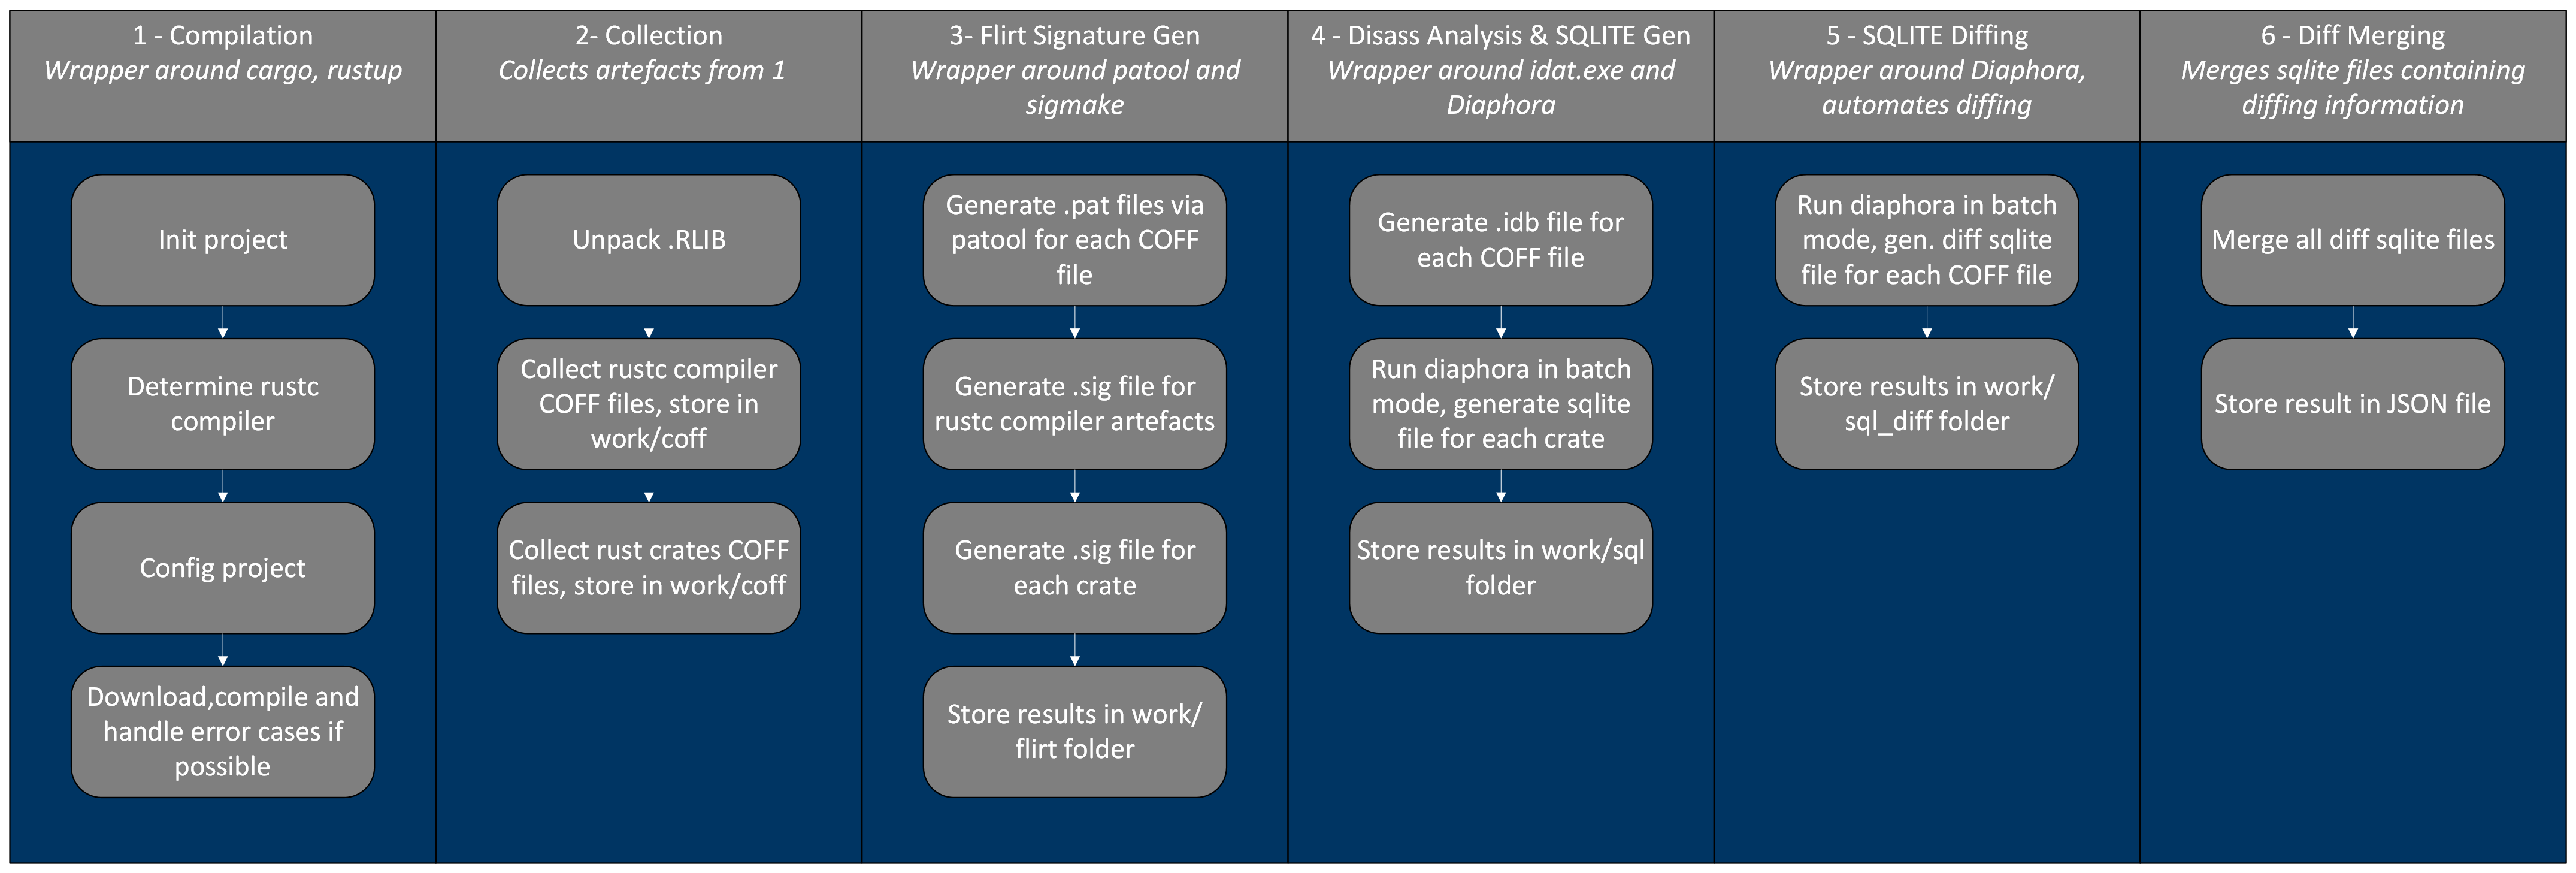 1 - Compilation
Wrapper around cargo, rustup
Init project
Determine rustc
compiler
Config project
Download,compile and
handle error cases if
possible
2- Collection
Collects artefacts from 1
Unpack .RLIB
Collect rustc compiler
COFF files, store in
work/coff
Collect rust crates COFF
files, store in work/coff
3- Flirt Signature Gen
Wrapper around patool and
sigmake
Generate .pat files via
patool for each COFF
file
Generate .sig file for
rustc compiler artefacts
Generate .sig file for
each crate
Store results in work/
flirt folder
4 - Disass Analysis & SQLITE Gen
Wrapper around idat.exe and
Diaphora
Generate .idb file for
each COFF file
Run diaphora in batch
mode, generate sqlite
file for each crate
Store results in work/sql
folder
5 - SQLITE Diffing
Wrapper around Diaphora,
automates diffing
Run diaphora in batch
mode, gen. diff sqlite
file for each COFF file
Store results in work/
sql_diff folder
6 - Diff Merging
Merges sqlite files containing
diffing information
Merge all diff sqlite files
Store result in JSON file